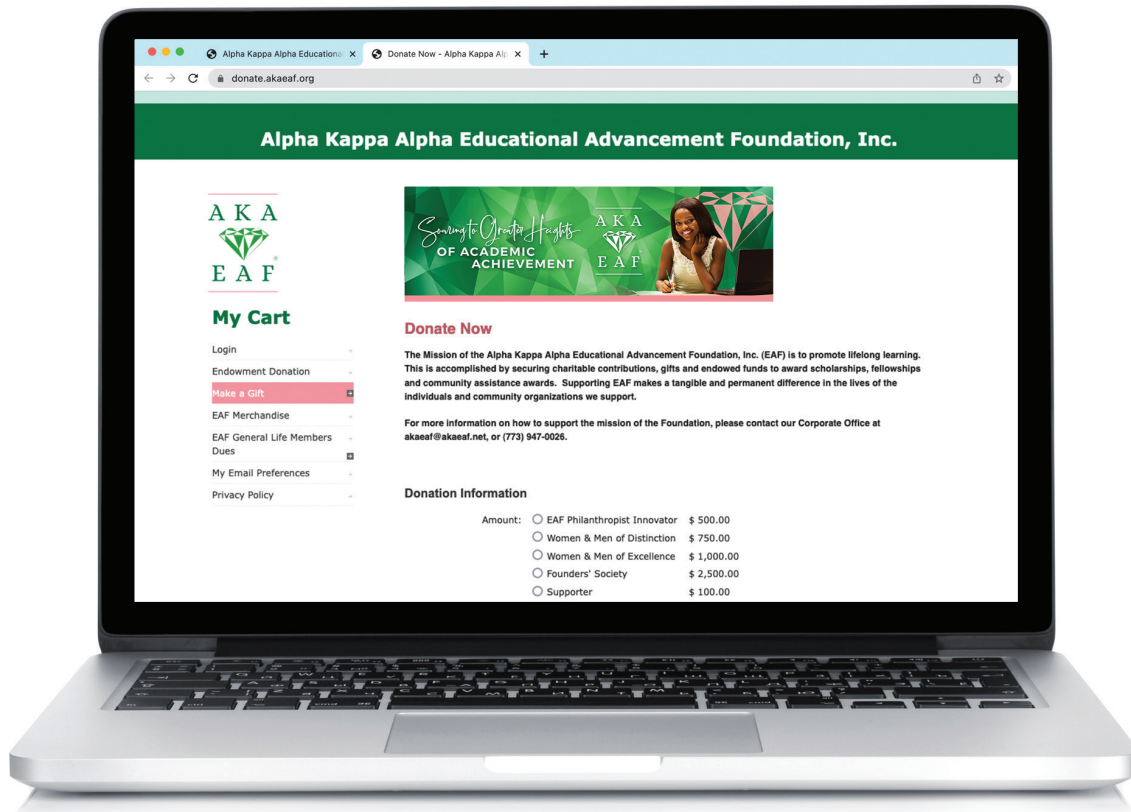 Alpha Kappa Alpha Educationa
Donate Now - Alpha Kappa Alp
donate.akaeaf.org
Alpha Kappa Alpha Educational Advancement Foundation, Inc.
A K A
E A F
Soaring to Greater Heights
OF ACADEMIC
ACHIEVEMENT
A K A
E A F
My Cart
Login
Endowment Donation
Make a Gift
EAF Merchandise
EAF General Life Members
Dues
My Email Preferences
Privacy Policy
Donate Now
The Mission of the Alpha Kappa Alpha Educational Advancement Foundation, Inc. (EAF) is to promote lifelong learning.
This is accomplished by securing charitable contributions, gifts and endowed funds to award scholarships, fellowships
and community assistance awards. Supporting EAF makes a tangible and permanent difference in the lives of the
individuals and community organizations we support.
For more information on how to support the mission of the Foundation, please contact our Corporate Office at
akaeaf@akaeaf.net, or (773) 947-0026.
Donation Information
Amount: EAF Philanthropist Innovator $ 500.00
Women & Men of Distinction $ 750.00
Women & Men of Excellence $ 1,000.00
Founders' Society $ 2,500.00
Supporter $ 100.00